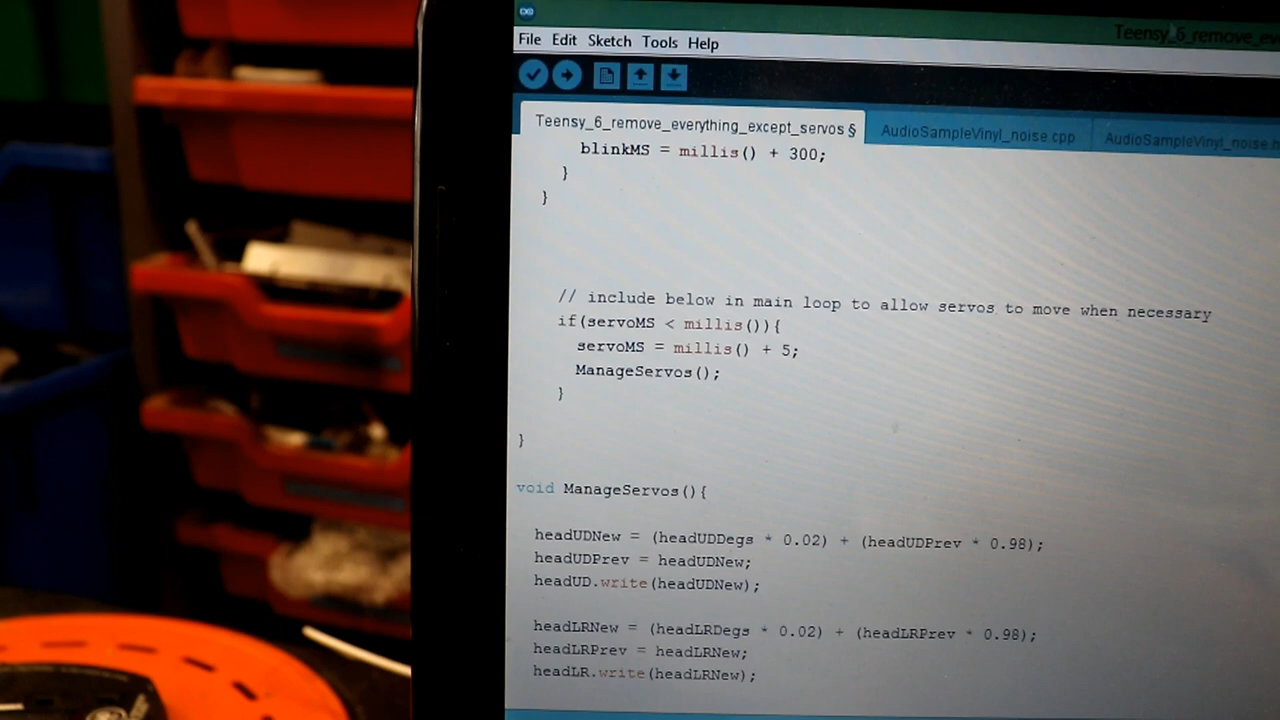 Teensy_6_remove_ev
File Edit Sketch Tools Help
Teensy_6_remove_everything_except_servos § AudioSampleVinyl_noise.cpp AudioSampleVinyl_noise.h
blinkMS = millis() + 300;
}
}
// include below in main loop to allow servos to move when necessary
if(servoMS < millis()){
servoMS = millis() + 5;
ManageServos();
}
}
void ManageServos(){
headUDNew = (headUDDegs * 0.02) + (headUDPrev * 0.98);
headUDPrev = headUDNew;
headUD.write(headUDNew);
headLRNew = (headLRDegs * 0.02) + (headLRPrev * 0.98);
headLRPrev = headLRNew;
headLR.write(headLRNew);